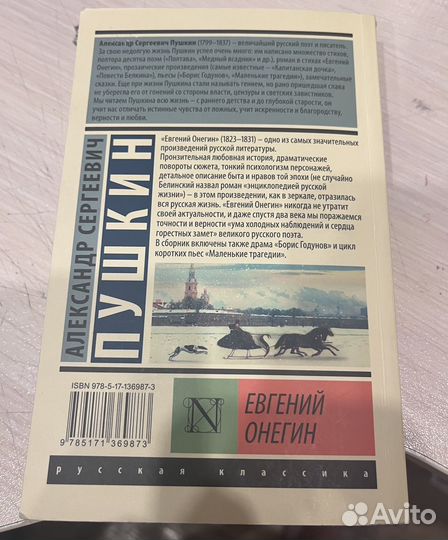 Александр Сергеевич Пушкин (1799–1837) – величайший русский поэт и писатель.
За свою недолгую жизнь Пушкин успел очень много: им написано множество стихов,
полтора десятка поэм («Полтава», «Медный всадник» и др.), роман в стихах «Евгений
Онегин», прозаические произведения (самые известные – «Капитанская дочка»,
«Повести Белкина»), пьесы («Борис Годунов», «Маленькие трагедии»), замечательные
сказки. Еще при жизни Пушкина стали называть гением, но рано пришедшая слава
не уберегла его от гонений со стороны власти, цензуры и светских завистников.
Мы читаем Пушкина всю жизнь – с раннего детства и до глубокой старости, он
учит нас отличать истинные чувства от ложных, учит искренности и благородству,
верности и любви.
АЛЕКСАНДР СЕРГЕЕВИЧ
ПУШКИН
«Евгений Онегин» (1823–1831) – одно из самых значительных
произведений русской литературы.
Пронзительная любовная история, драматические
повороты сюжета, тонкий психологизм персонажей,
детальное описание быта и нравов той эпохи (не случайно
Белинский назвал роман «энциклопедией русской
жизни») – в этом произведении, как в зеркале, отразилась
вся русская жизнь. «Евгений Онегин» никогда не утратит
своей актуальности, и даже спустя два века мы поражаемся
точности и верности «ума холодных наблюдений и сердца
горестных замет» великого русского поэта.
В сборник включены также драма «Борис Годунов» и цикл
коротких пьес «Маленькие трагедии».
ISBN 978-5-17-136987-3
9 785171 369873
N
ЕВГЕНИЙ
ОНЕГИН
русская классика
Avito